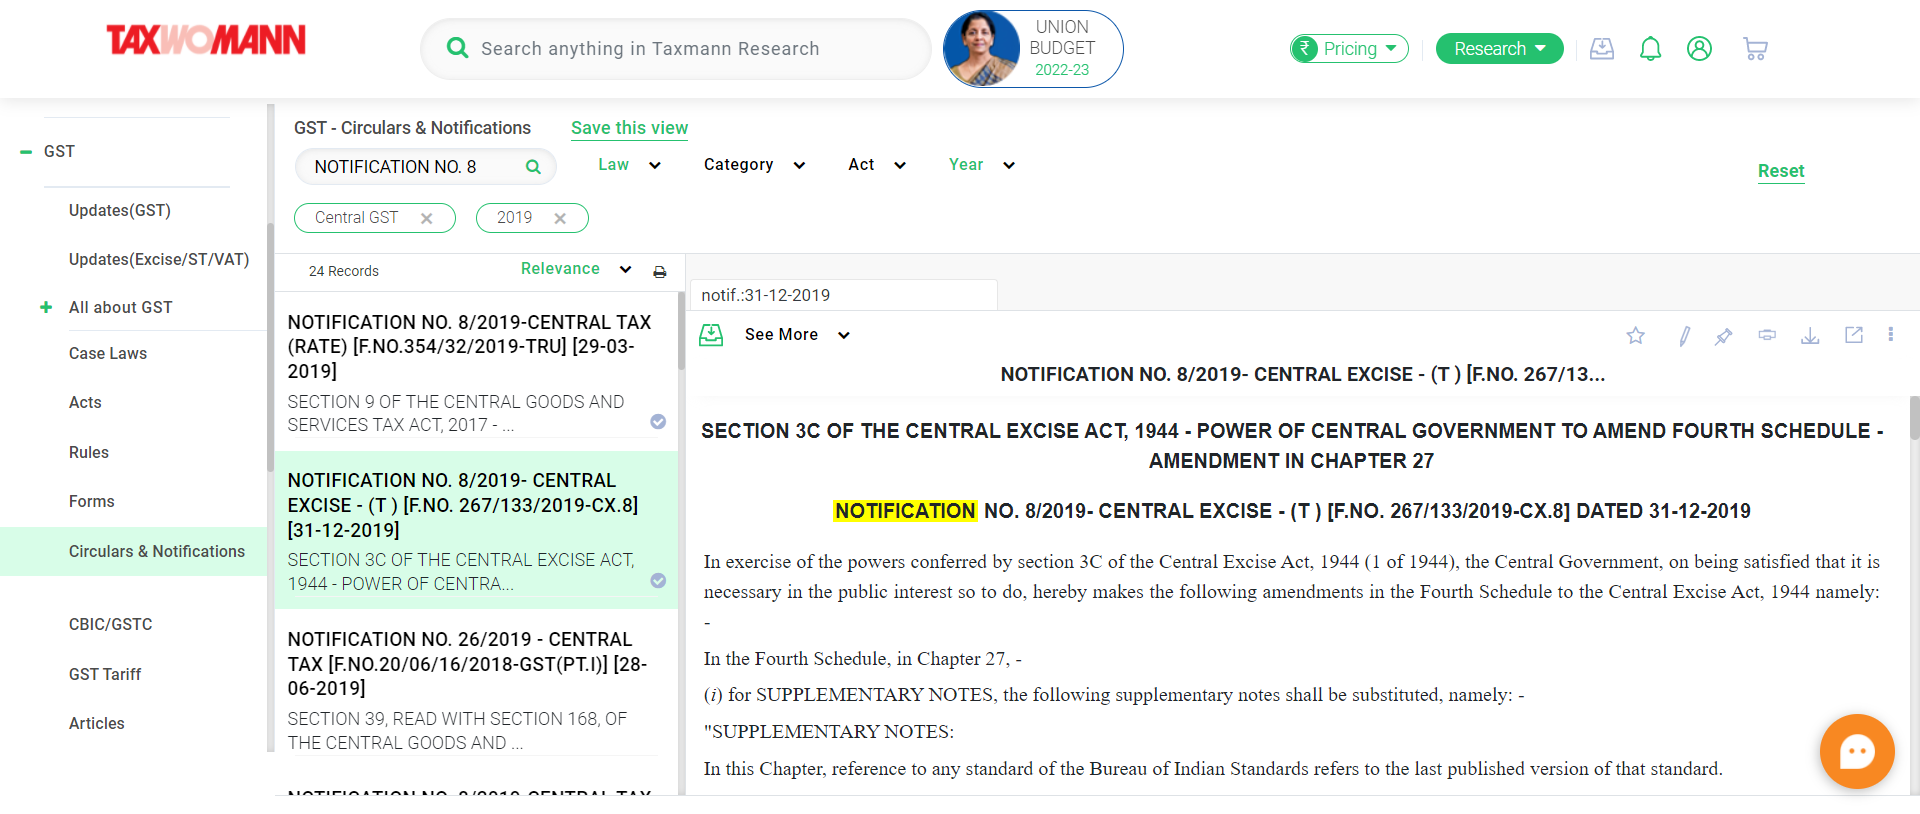 TAXWOMANN
Search anything in Taxmann Research
UNION
BUDGET
2022-23
₹ Pricing
Research
GST
Updates(GST)
Updates(Excise/ST/VAT)
All about GST
Case Laws
Acts
Rules
Forms
Circulars & Notifications
CBIC/GSTC
GST Tariff
Articles
GST - Circulars & Notifications Save this view
NOTIFICATION NO. 8 Law Category Act Year
Reset
Central GST 2019
24 Records Relevance
NOTIFICATION NO. 8/2019-CENTRAL TAX
(RATE) [F.NO.354/32/2019-TRU] [29-03-
2019]
SECTION 9 OF THE CENTRAL GOODS AND
SERVICES TAX ACT, 2017 - ...
NOTIFICATION NO. 8/2019- CENTRAL
EXCISE - (T ) [F.NO. 267/133/2019-CX.8]
[31-12-2019]
SECTION 3C OF THE CENTRAL EXCISE ACT,
1944 - POWER OF CENTRA...
NOTIFICATION NO. 26/2019 - CENTRAL
TAX [F.NO.20/06/16/2018-GST(PT.I)] [28-
06-2019]
SECTION 39, READ WITH SECTION 168, OF
THE CENTRAL GOODS AND ...
notif.:31-12-2019
See More
NOTIFICATION NO. 8/2019- CENTRAL EXCISE - (T ) [F.NO. 267/13...
SECTION 3C OF THE CENTRAL EXCISE ACT, 1944 - POWER OF CENTRAL GOVERNMENT TO AMEND FOURTH SCHEDULE -
AMENDMENT IN CHAPTER 27
NOTIFICATION NO. 8/2019- CENTRAL EXCISE - (T ) [F.NO. 267/133/2019-CX.8] DATED 31-12-2019
In exercise of the powers conferred by section 3C of the Central Excise Act, 1944 (1 of 1944), the Central Government, on being satisfied that it is
necessary in the public interest so to do, hereby makes the following amendments in the Fourth Schedule to the Central Excise Act, 1944 namely:
-
In the Fourth Schedule, in Chapter 27, -
(i) for SUPPLEMENTARY NOTES, the following supplementary notes shall be substituted, namely: -
"SUPPLEMENTARY NOTES:
In this Chapter, reference to any standard of the Bureau of Indian Standards refers to the last published version of that standard.